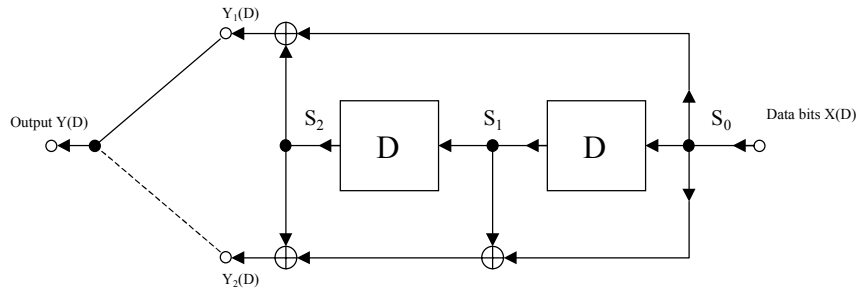 Y₁(D)
Output Y(D)
S₂
D
S₁
D
S₀
Data bits X(D)
Y₂(D)